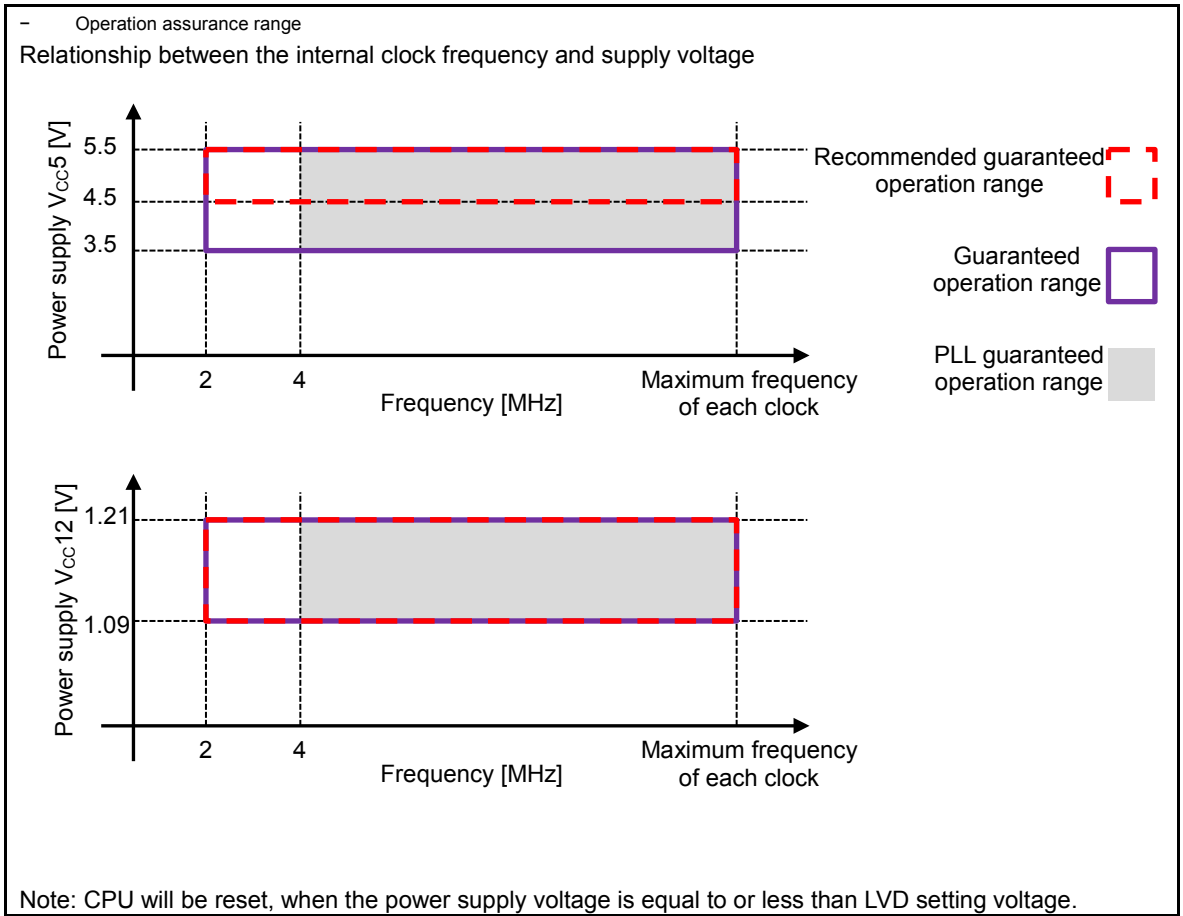 − Operation assurance range
Relationship between the internal clock frequency and supply voltage
Power supply VCC5 [V]
5.5
4.5
3.5
2
4
Maximum frequency
of each clock
Frequency [MHz]
Recommended guaranteed
operation range
Guaranteed
operation range
PLL guaranteed
operation range
Power supply VCC12 [V]
1.21
1.09
2
4
Maximum frequency
of each clock
Frequency [MHz]
Note: CPU will be reset, when the power supply voltage is equal to or less than LVD setting voltage.